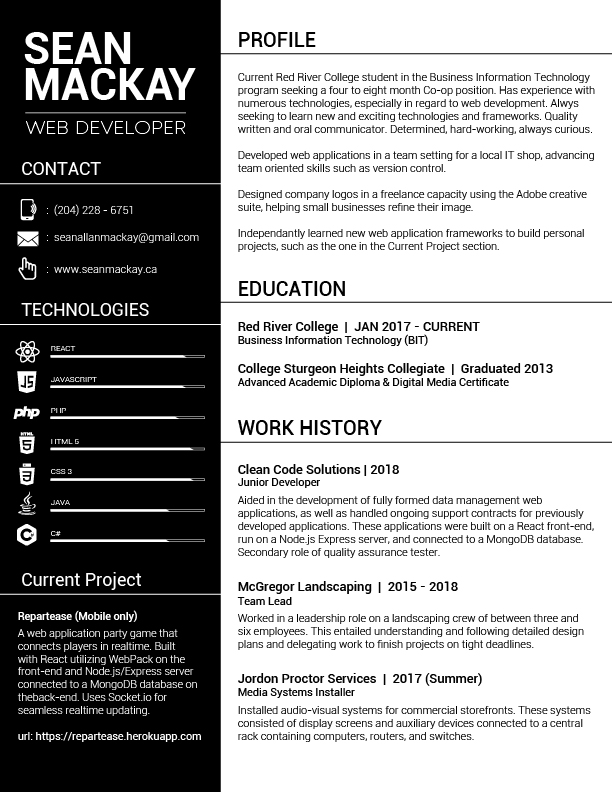 SEAN
MACKAY
WEB DEVELOPER
CONTACT
: (204) 228 - 6751
: seanallanmackay@gmail.com
: www.seanmackay.ca
TECHNOLOGIES
REACT
JS
JAVASCRIPT
php
PHP
HTML
5
HTML 5
CSS
3
CSS 3
JAVA
C#
Current Project
Repartease (Mobile only)
A web application party game that
connects players in realtime. Built
with React utilizing WebPack on the
front-end and Node.js/Express server
connected to a MongoDB database on
theback-end. Uses Socket.io for
seamless realtime updating.
url: https://repartease.herokuapp.com
PROFILE
Current Red River College student in the Business Information Technology
program seeking a four to eight month Co-op position. Has experience with
numerous technologies, especially in regard to web development. Alwys
seeking to learn new and exciting technologies and frameworks. Quality
written and oral communicator. Determined, hard-working, always curious.
Developed web applications in a team setting for a local IT shop, advancing
team oriented skills such as version control.
Designed company logos in a freelance capacity using the Adobe creative
suite, helping small businesses refine their image.
Independantly learned new web application frameworks to build personal
projects, such as the one in the Current Project section.
EDUCATION
Red River College | JAN 2017 - CURRENT
Business Information Technology (BIT)
College Sturgeon Heights Collegiate | Graduated 2013
Advanced Academic Diploma & Digital Media Certificate
WORK HISTORY
Clean Code Solutions | 2018
Junior Developer
Aided in the development of fully formed data management web
applications, as well as handled ongoing support contracts for previously
developed applications. These applications were built on a React front-end,
run on a Node.js Express server, and connected to a MongoDB database.
Secondary role of quality assurance tester.
McGregor Landscaping | 2015 - 2018
Team Lead
Worked in a leadership role on a landscaping crew of between three and
six employees. This entailed understanding and following detailed design
plans and delegating work to finish projects on tight deadlines.
Jordon Proctor Services | 2017 (Summer)
Media Systems Installer
Installed audio-visual systems for commercial storefronts. These systems
consisted of display screens and auxiliary devices connected to a central
rack containing computers, routers, and switches.